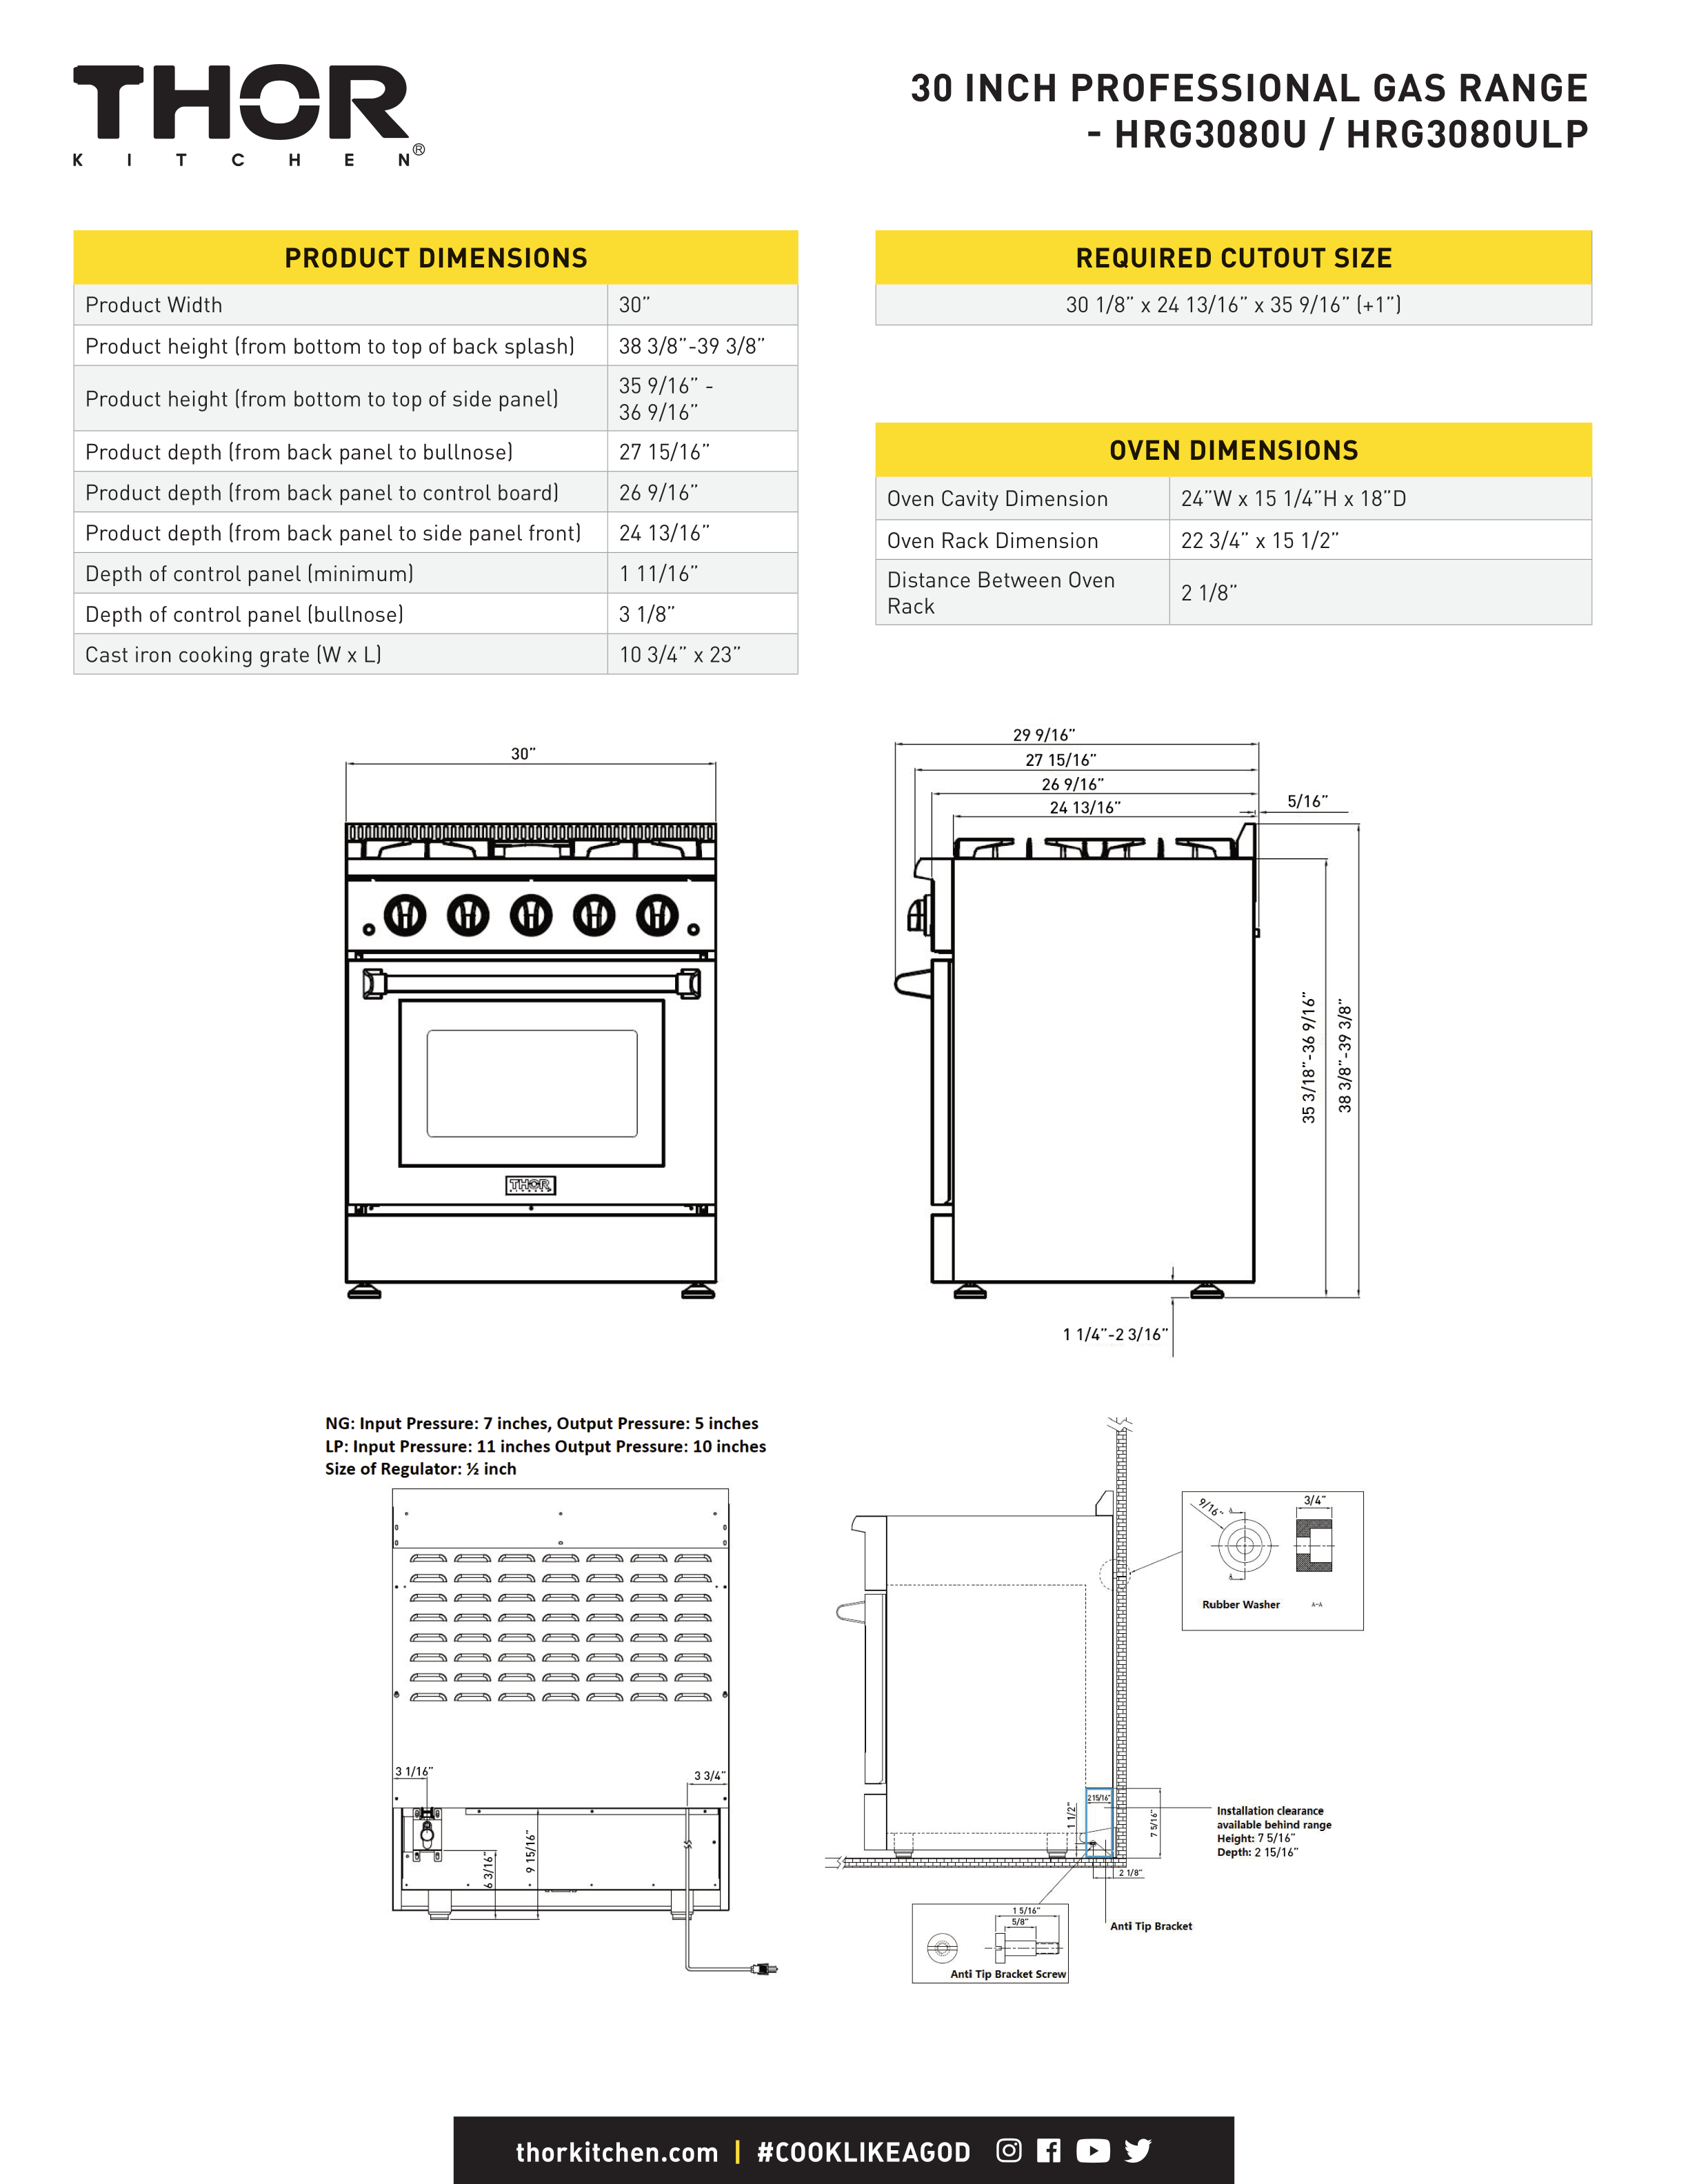 THOR
KITCHEN®
30 INCH PROFESSIONAL GAS RANGE
- HRG3080U / HRG3080ULP
PRODUCT DIMENSIONS
Product Width 30”
Product height (from bottom to top of back splash) 38 3/8”-39 3/8”
Product height (from bottom to top of side panel) 35 9/16” -
36 9/16”
Product depth (from back panel to bullnose) 27 15/16”
Product depth (from back panel to control board) 26 9/16”
Product depth (from back panel to side panel front) 24 13/16”
Depth of control panel (minimum) 1 11/16”
Depth of control panel (bullnose) 3 1/8”
Cast iron cooking grate (W x L) 10 3/4” x 23”
REQUIRED CUTOUT SIZE
30 1/8” x 24 13/16” x 35 9/16” (+1”)
OVEN DIMENSIONS
Oven Cavity Dimension 24”W x 15 1/4”H x 18”D
Oven Rack Dimension 22 3/4” x 15 1/2”
Distance Between Oven
Rack 2 1/8”
30”
THOR
29 9/16”
27 15/16”
26 9/16”
24 13/16”
5/16”
35 3/18”-36 9/16”
38 3/8”-39 3/8”
1 1/4”-2 3/16”
NG: Input Pressure: 7 inches, Output Pressure: 5 inches
LP: Input Pressure: 11 inches Output Pressure: 10 inches
Size of Regulator: ½ inch
3 1/16”
3 3/4”
6 3/16”
9 15/16”
9/16”
A
A
3/4”
Rubber Washer
A-A
2 15/16”
1 1/2”
7 5/16”
2 1/8”
Installation clearance
available behind range
Height: 7 5/16”
Depth: 2 15/16”
Anti Tip Bracket
1 5/16”
5/8”
Anti Tip Bracket Screw
thorkitchen.com | #COOKLIKEAGOD